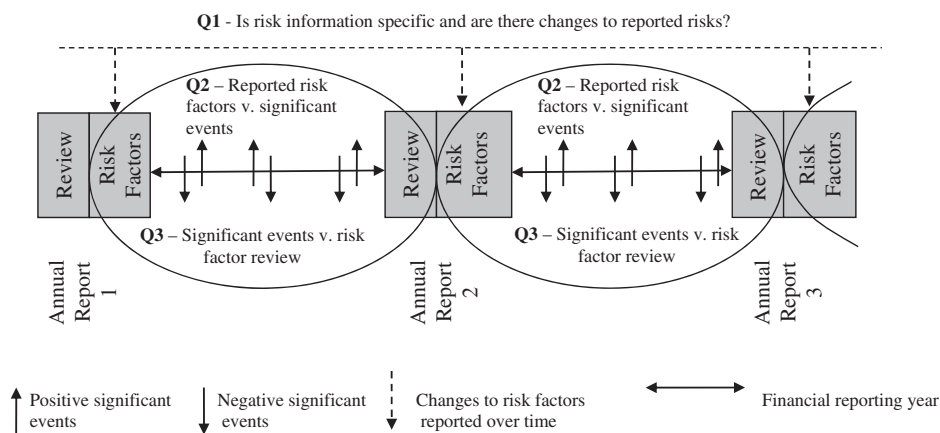 Q1 - Is risk information specific and are there changes to reported risks?
Q2 – Reported risk
factors v. significant
events
Q2 – Reported risk
factors v. significant
events
Review
Risk
Factors
Review
Risk
Factors
Review
Risk
Factors
Q3 – Significant events v. risk
factor review
Q3 – Significant events v. risk
factor review
Annual
Report
1
Annual
Report
2
Annual
Report
3
Positive significant
events
Negative significant
events
Changes to risk factors
reported over time
Financial reporting year